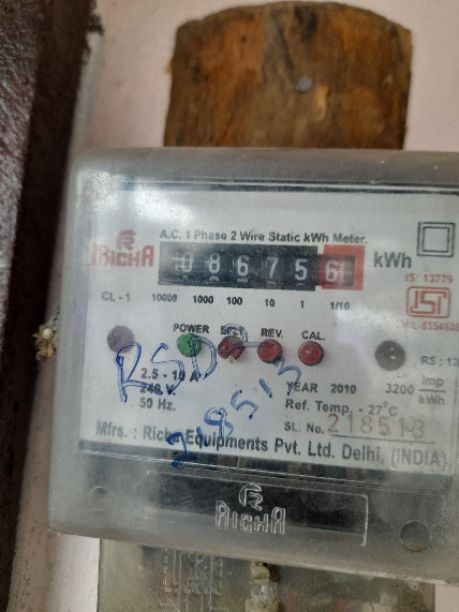 A.C. 1 Phase 2 Wire Static kWh Meter.
RICHA
086756 kWh
IS: 13779
CL - 1 10000 1000 100 10 1 1/10
ISI
POWER REV. CAL.
RSD
2.5 - 10 A
240 V
50 Hz.
218513
YEAR 2010
3200 imp/kWh
Ref. Temp. - 27°C
SL. No. 218513
Mfrs. : Richa Equipments Pvt. Ltd. Delhi, (INDIA)
RICHA